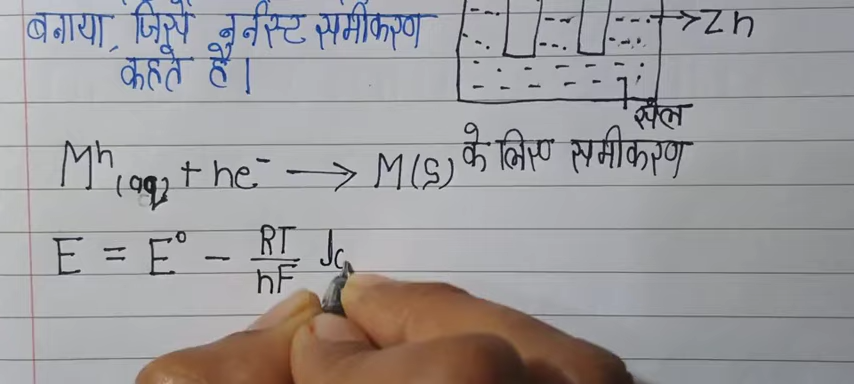 बनाया, जिसे नर्नस्ट समीकरण
कहते हैं।
Zn
सेल
Mⁿ(aq) + ne⁻ → M(s) के लिए समीकरण
E = E° − RT/nF